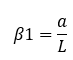 β1 = a/L